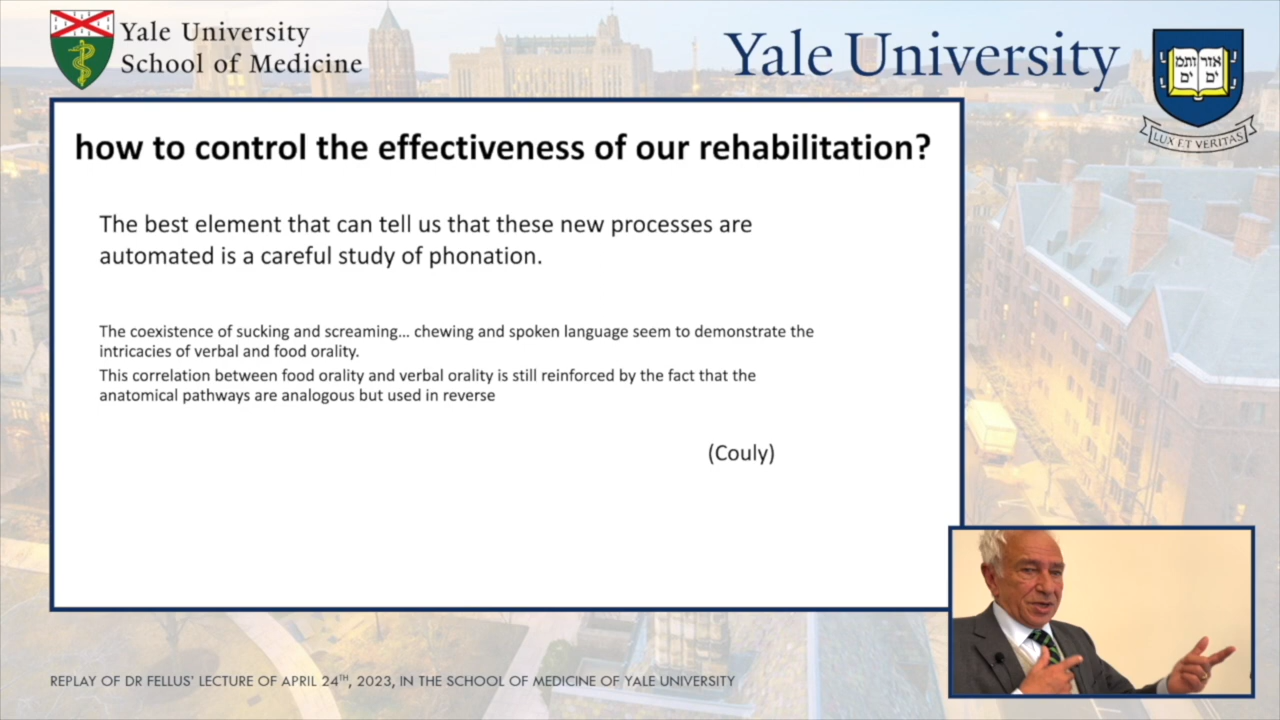 Yale University
School of Medicine
Yale University
אורי ותמ
ים ים
LUX ET VERITAS
how to control the effectiveness of our rehabilitation?
The best element that can tell us that these new processes are
automated is a careful study of phonation.
The coexistence of sucking and screaming... chewing and spoken language seem to demonstrate the
intricacies of verbal and food orality.
This correlation between food orality and verbal orality is still reinforced by the fact that the
anatomical pathways are analogous but used in reverse
(Couly)
REPLAY OF DR FELLUS' LECTURE OF APRIL 24TH, 2023, IN THE SCHOOL OF MEDICINE OF YALE UNIVERSITY